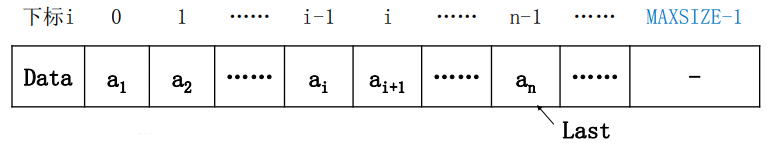 下标i 0 1 …… i-1 i …… n-1 …… MAXSIZE-1
Data a₁ a₂ …… aᵢ aᵢ₊₁ …… aₙ …… -
Last